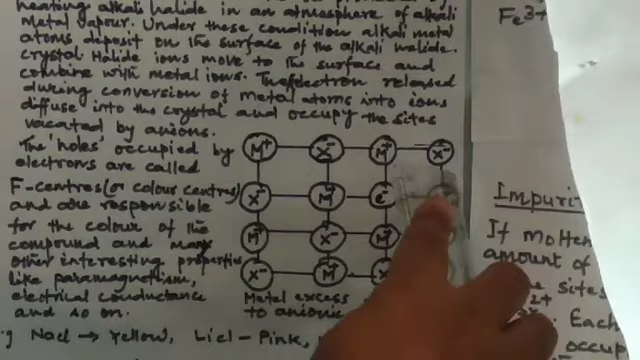 heating alkali halide in an atmosphere of alkali
metal vapour. Under these condition alkali metal
atoms deposit on the surface of the alkali halide.
crystal Halide ions move to the surface and
combine with metal ions. The electron released
during conversion of metal atoms into ions
diffuse into the crystal and occupy the sites
vacated by anions.
The 'holes' occupied by
electrons are called
F-centres (or colour centres)
and are responsible
for the colour of the
compound and many
other interesting properties
like paramagnetism,
electrical conductance
and so on.
M+ X- M+ X-
X- M+ e-
M+ X- M+
X- M+ X
Metal excess
to anionic
g Nacl → Yellow, Licl - Pink,
Fe3+
Impuri
If molten
amount of
sites
2+
Each
occup